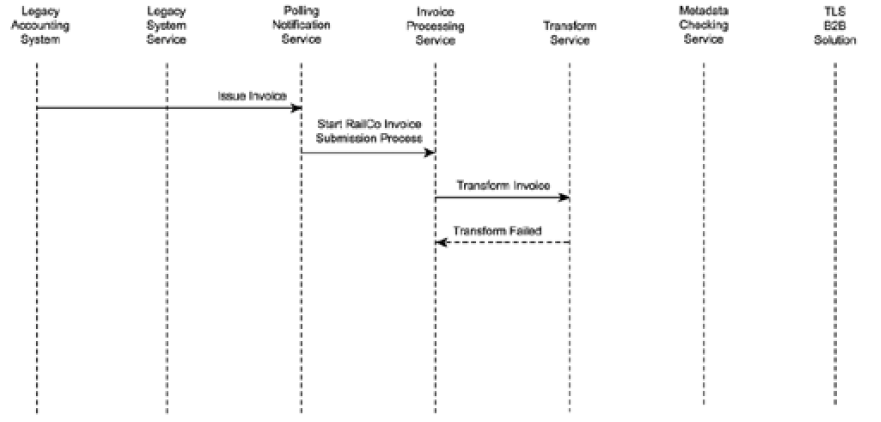 Legacy
Accounting
System
Legacy
System
Service
Polling
Notification
Service
Invoice
Processing
Service
Transform
Service
Metadata
Checking
Service
TLS
B2B
Solution
Issue Invoice
Start RailCo Invoice
Submission Process
Transform Invoice
Transform Failed